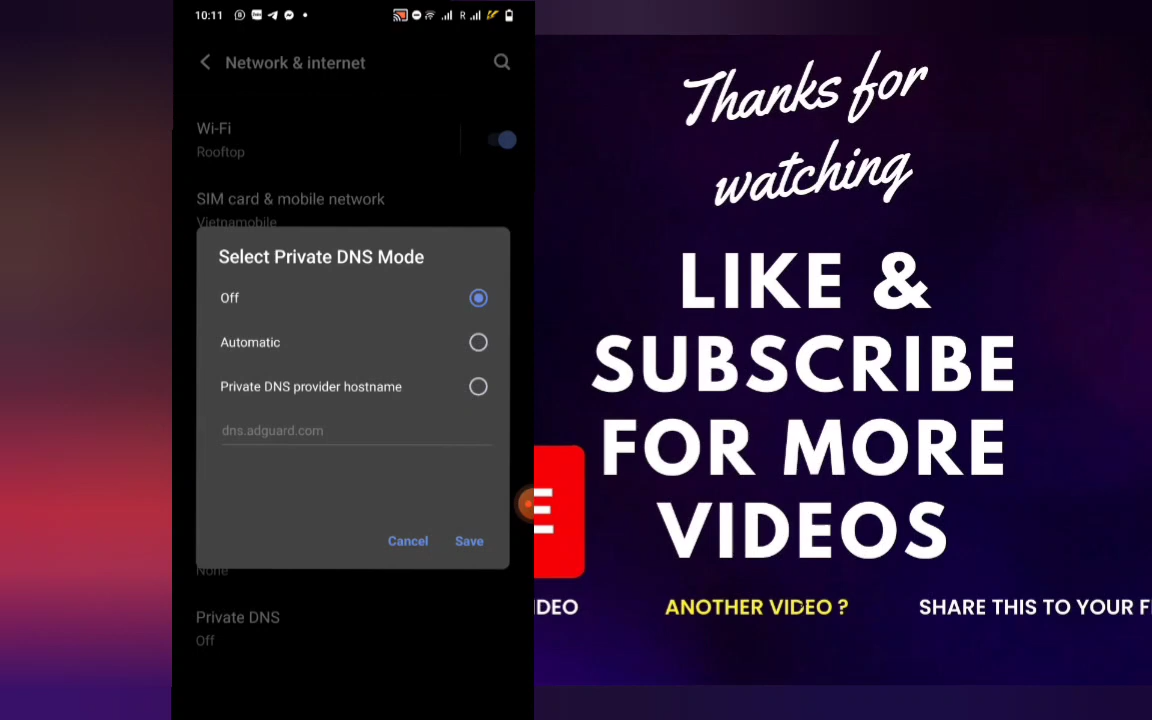 10:11
R
Network & internet
Wi-Fi
Rooftop
SIM card & mobile network
Vietnamobile
Select Private DNS Mode
Off
Automatic
Private DNS provider hostname
dns.adguard.com
Cancel
Save
None
Private DNS
Off
Thanks for
watching
LIKE &
SUBSCRIBE
FOR MORE
VIDEOS
E
IDEO
ANOTHER VIDEO ?
SHARE THIS TO YOUR F